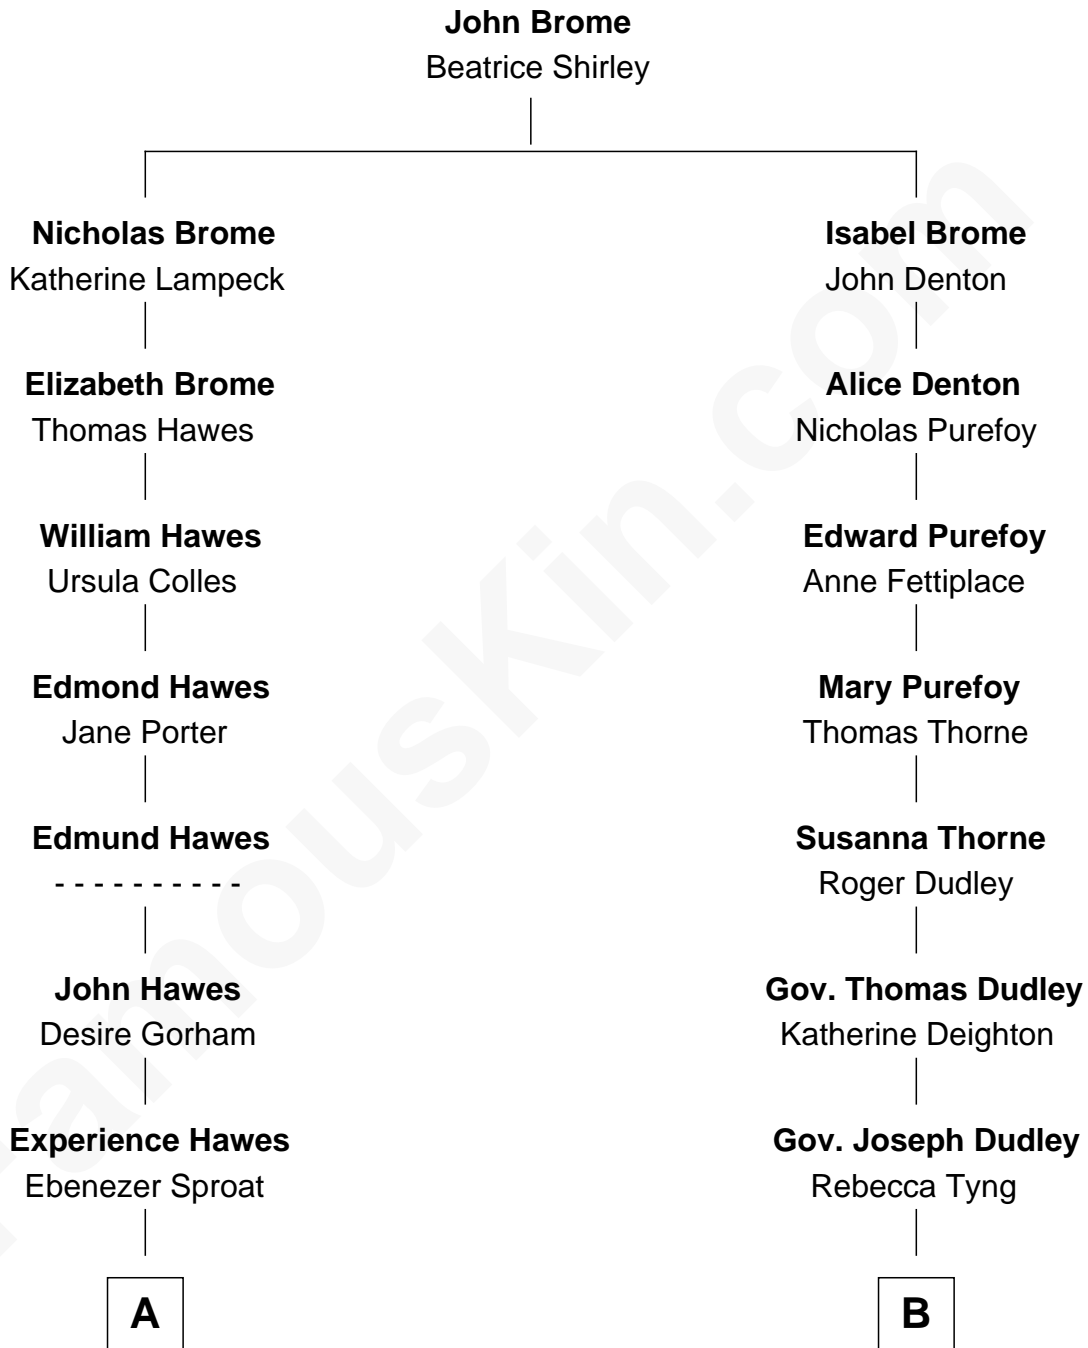 John Brome
Beatrice Shirley
Nicholas Brome
Katherine Lampeck
Isabel Brome
John Denton
Elizabeth Brome
Thomas Hawes
Alice Denton
Nicholas Purefoy
William Hawes
Ursula Colles
Edward Purefoy
Anne Fettiplace
Edmond Hawes
Jane Porter
Mary Purefoy
Thomas Thorne
Edmund Hawes
- - - - - - - - - -
Susanna Thorne
Roger Dudley
John Hawes
Desire Gorham
Gov. Thomas Dudley
Katherine Deighton
Experience Hawes
Ebenezer Sproat
Gov. Joseph Dudley
Rebecca Tyng
A
B
FamousKin.com